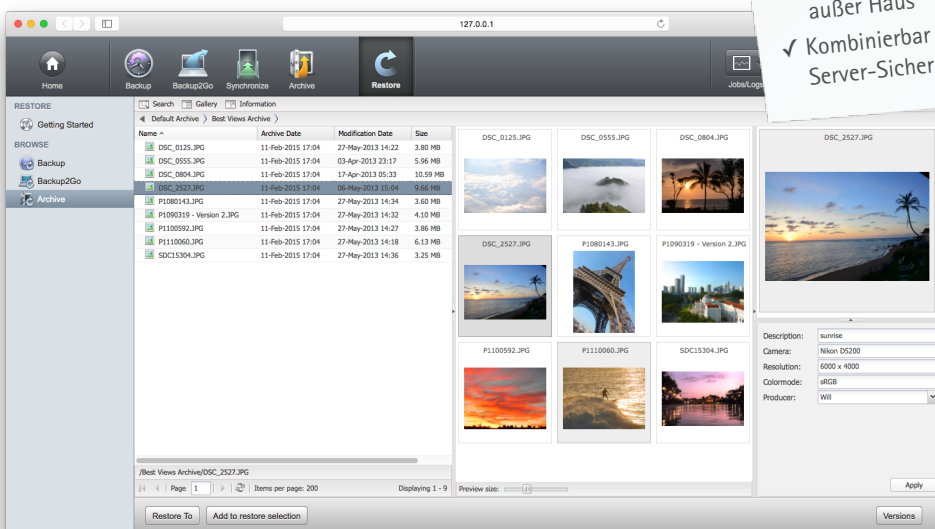 127.0.0.1
außer Haus
✓ Kombinierbar
Server-Sicher
Home
Backup
Backup2Go
Synchronize
Archive
Restore
Jobs/Logs
RESTORE
Getting Started
BROWSE
Backup
Backup2Go
Archive
Search Gallery Information
Default Archive Best Views Archive
Name Archive Date Modification Date Size
DSC_0125.JPG 11-Feb-2015 17:04 27-May-2013 14:22 3.80 MB
DSC_0555.JPG 11-Feb-2015 17:04 03-Apr-2013 23:17 5.96 MB
DSC_0804.JPG 11-Feb-2015 17:04 17-Apr-2013 05:33 10.59 MB
DSC_2527.JPG 11-Feb-2015 17:04 06-May-2013 15:04 9.66 MB
P1080143.JPG 11-Feb-2015 17:04 27-May-2013 14:34 3.60 MB
P1090319 - Version 2.JPG 11-Feb-2015 17:04 27-May-2013 14:32 4.10 MB
P1100592.JPG 11-Feb-2015 17:04 27-May-2013 14:27 3.86 MB
P1110060.JPG 11-Feb-2015 17:04 27-May-2013 14:18 6.13 MB
SDC15304.JPG 11-Feb-2015 17:04 27-May-2013 14:36 3.25 MB
/Best Views Archive/DSC_2527.JPG
Page 1 Items per page: 200 Displaying 1 - 9
DSC_0125.JPG DSC_0555.JPG DSC_0804.JPG
DSC_2527.JPG P1080143.JPG P1090319 - Version 2.JPG
P1100592.JPG P1110060.JPG SDC15304.JPG
Preview size:
DSC_2527.JPG
Description: sunrise
Camera: Nikon D5200
Resolution: 6000 x 4000
Colormode: sRGB
Producer: Will
Apply
Restore To Add to restore selection Versions